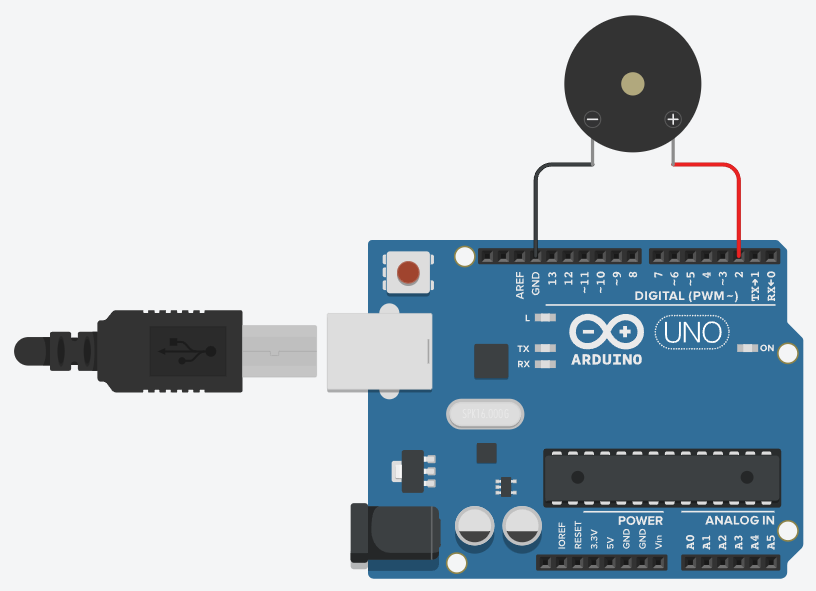 − +
AREF
GND
13
12
~11
~10
~9
8
7
~6
~5
4
~3
2
TX→1
RX←0
DIGITAL (PWM~)
L
TX
RX
− +
UNO
ARDUINO
ON
POWER
ANALOG IN
IOREF
RESET
3.3V
5V
GND
GND
Vin
A0
A1
A2
A3
A4
A5